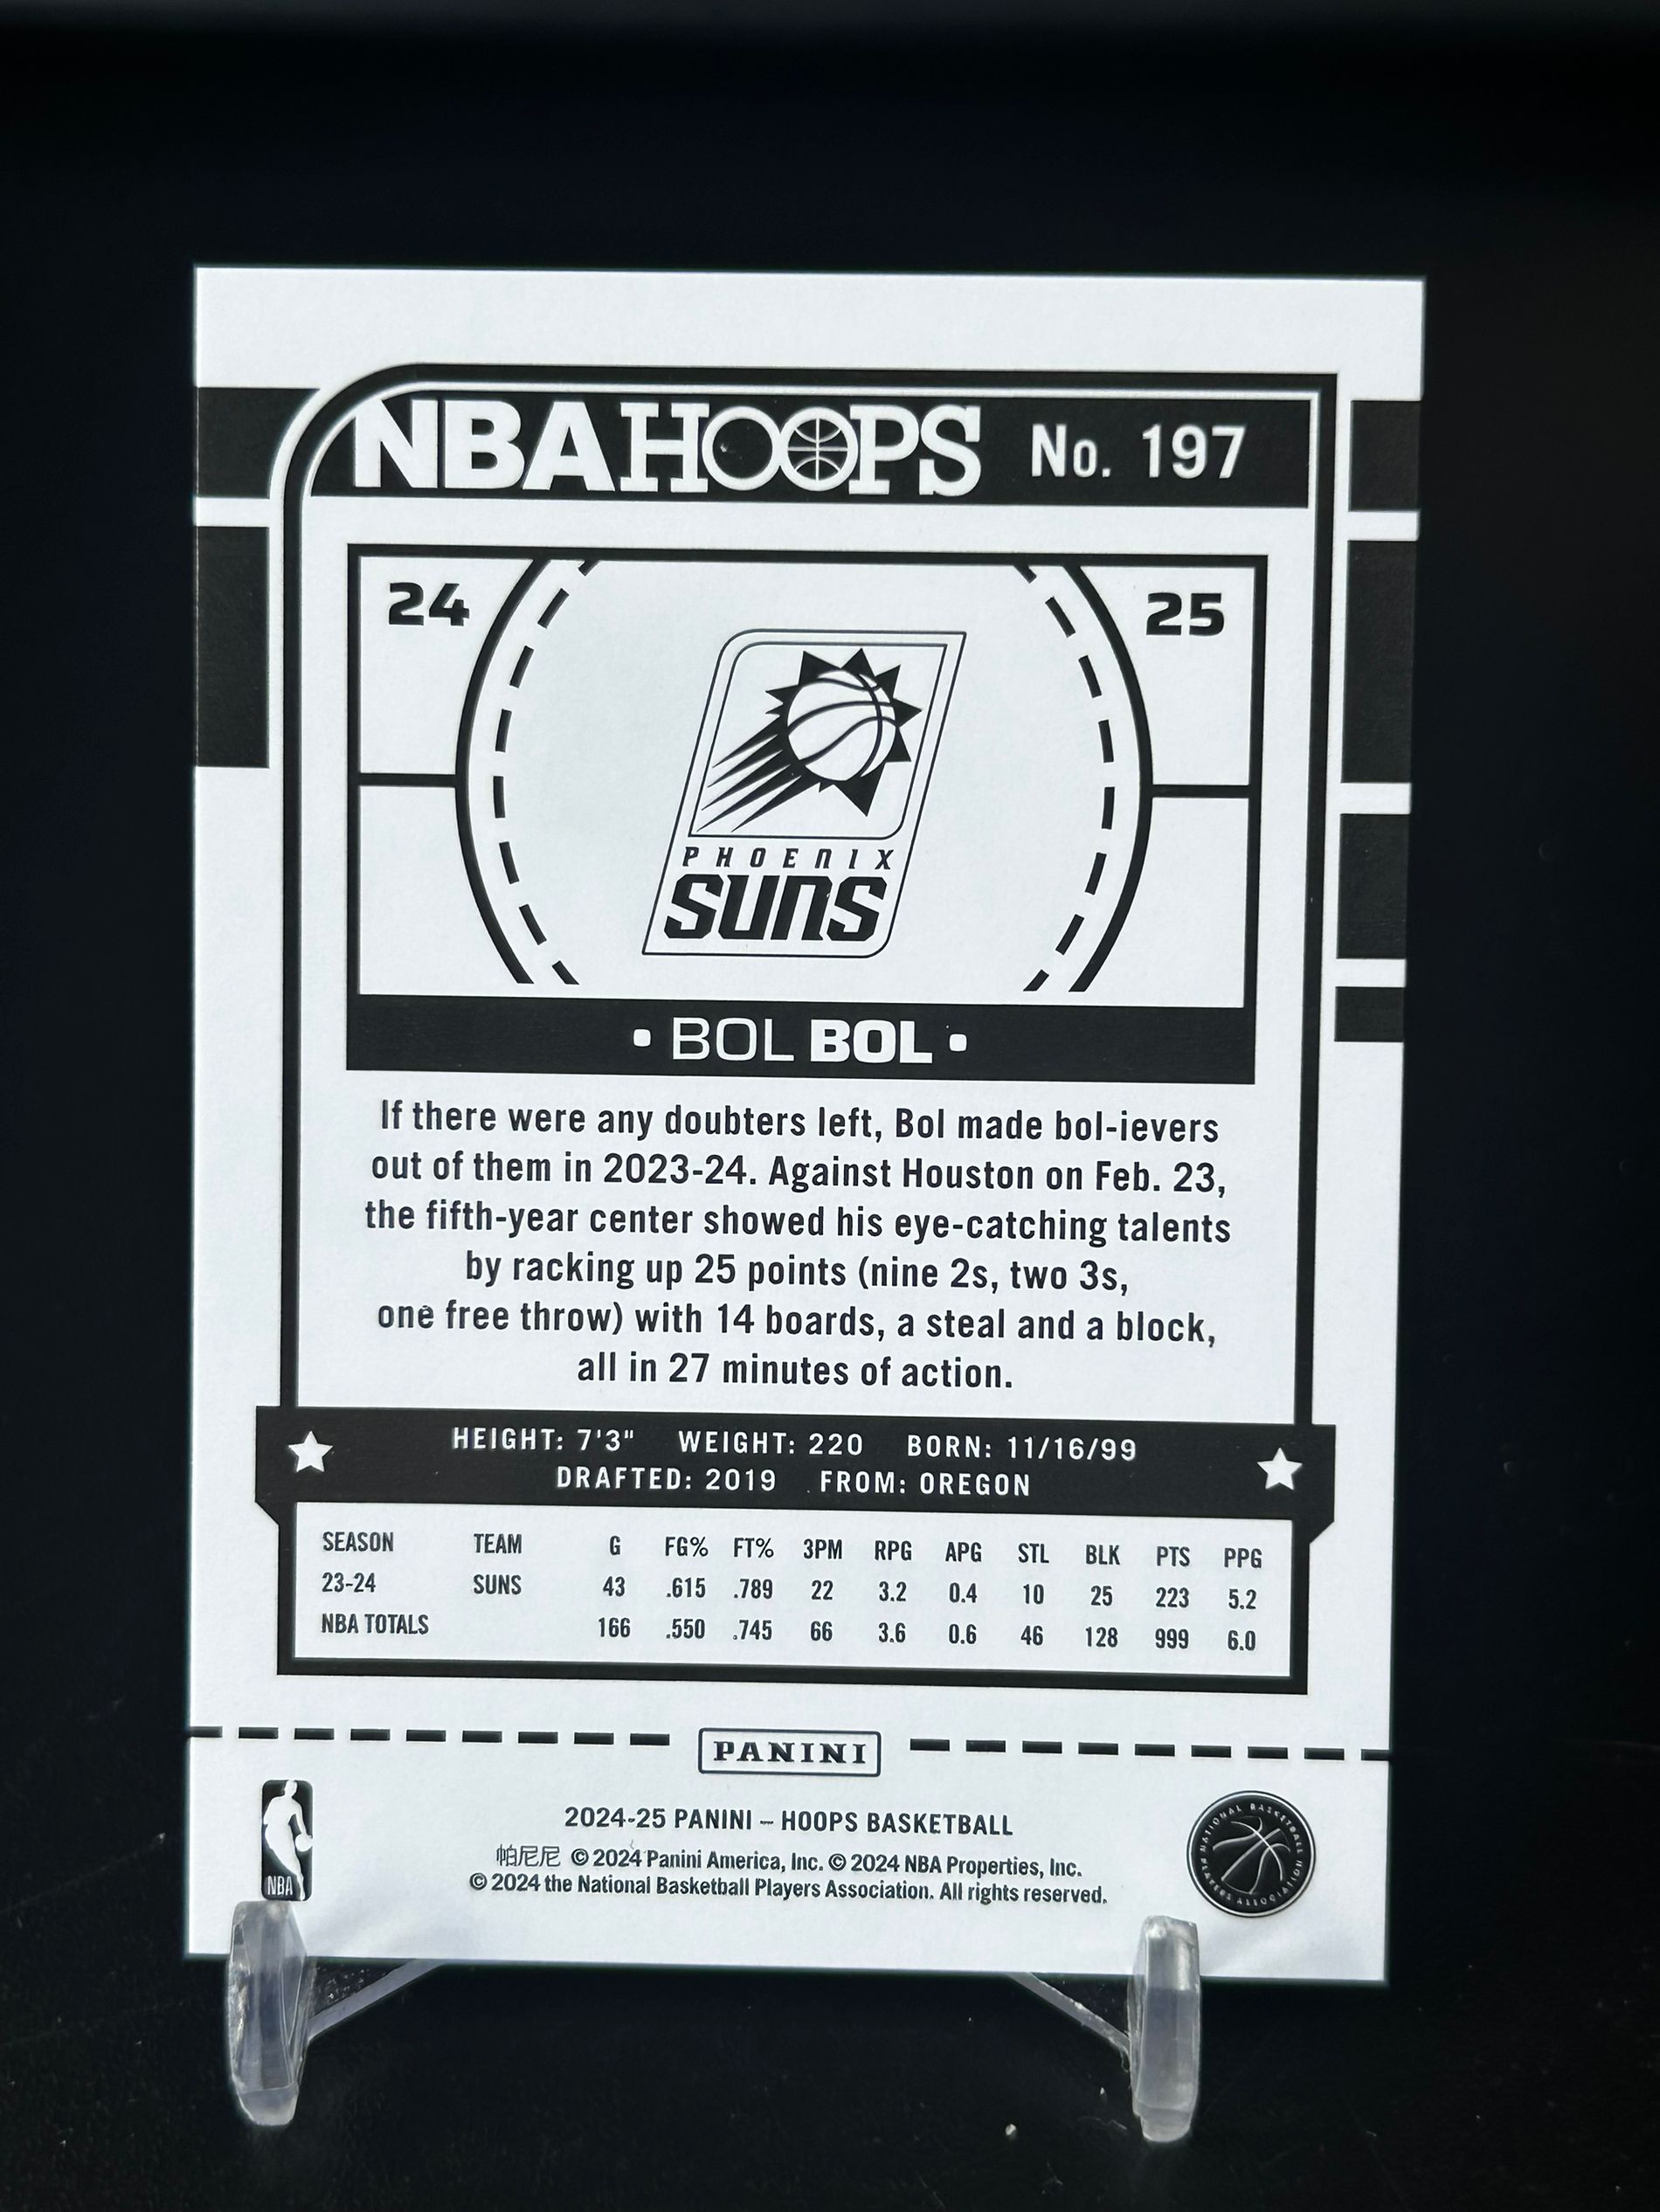 NBA HOOPS No. 197
24 25
PHOENIX
SUNS
• BOL BOL •
If there were any doubters left, Bol made bol-ievers
out of them in 2023-24. Against Houston on Feb. 23,
the fifth-year center showed his eye-catching talents
by racking up 25 points (nine 2s, two 3s,
one free throw) with 14 boards, a steal and a block,
all in 27 minutes of action.
HEIGHT: 7'3" WEIGHT: 220 BORN: 11/16/99
DRAFTED: 2019 FROM: OREGON
SEASON TEAM G FG% FT% 3PM RPG APG STL BLK PTS PPG
23-24 SUNS 43 .615 .789 22 3.2 0.4 10 25 223 5.2
NBA TOTALS 166 .550 .745 66 3.6 0.6 46 128 999 6.0
PANINI
2024-25 PANINI – HOOPS BASKETBALL
帕尼尼 © 2024 Panini America, Inc. © 2024 NBA Properties, Inc.
© 2024 the National Basketball Players Association. All rights reserved.
NBA
NATIONAL BASKETBALL PLAYERS ASSOCIATION